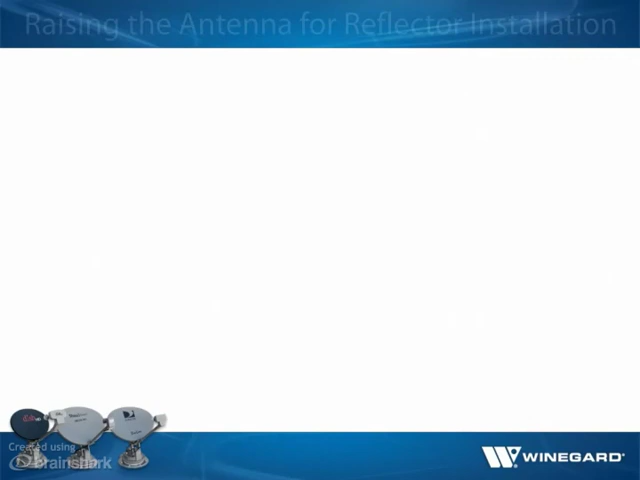 Raising the Antenna for Reflector Installation
Created using
brainshark
WINEGARD